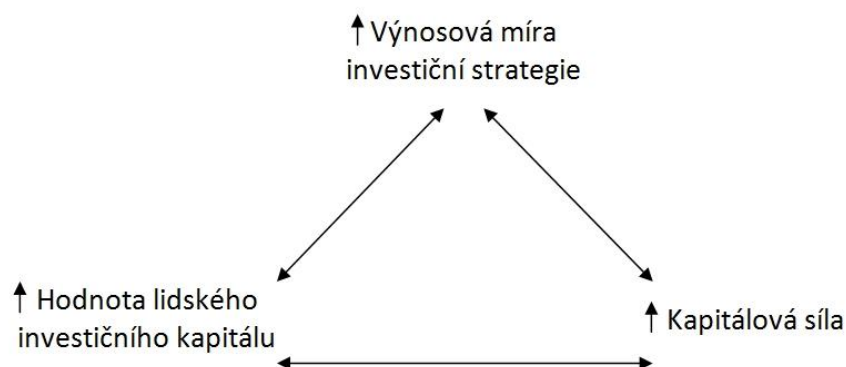 ↑ Výnosová míra
investiční strategie
↑ Hodnota lidského
investičního kapitálu
↑ Kapitálová síla